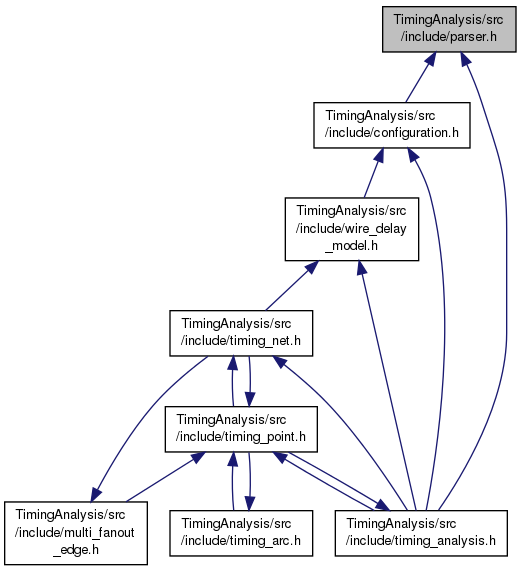 TimingAnalysis/src
/include/parser.h
TimingAnalysis/src
/include/configuration.h
TimingAnalysis/src
/include/wire_delay
_model.h
TimingAnalysis/src
/include/timing_net.h
TimingAnalysis/src
/include/timing_point.h
TimingAnalysis/src
/include/multi_fanout
_edge.h
TimingAnalysis/src
/include/timing_arc.h
TimingAnalysis/src
/include/timing_analysis.h